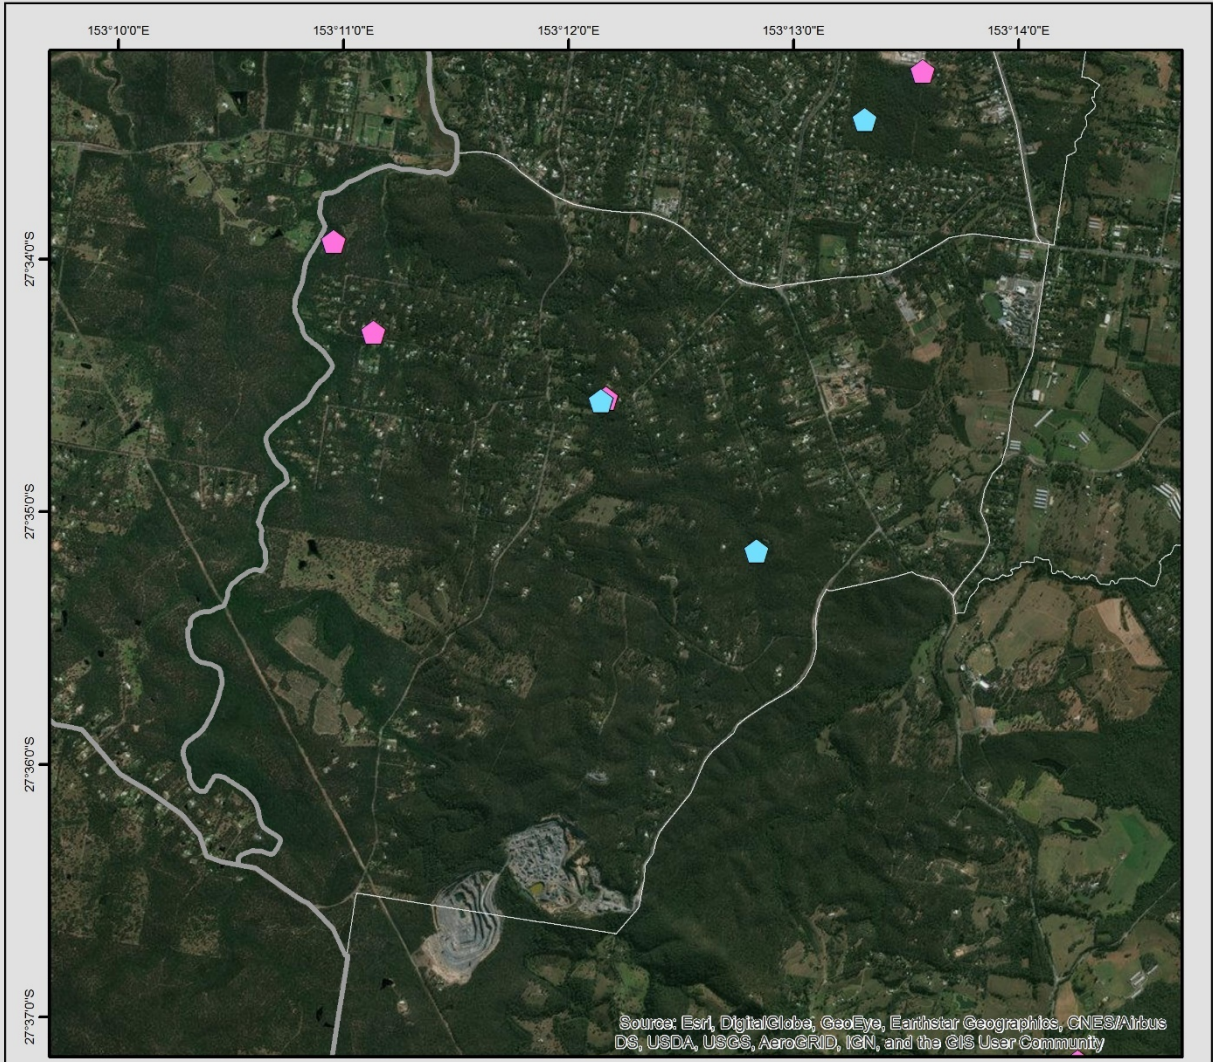 153°10'0"E 153°11'0"E 153°12'0"E 153°13'0"E 153°14'0"E
27°34'0"S
27°35'0"S
27°36'0"S
27°37'0"S
Source: Esri, DigitalGlobe, GeoEye, Earthstar Geographics, CNES/Airbus
DS, USDA, USGS, AeroGRID, IGN, and the GIS User Community